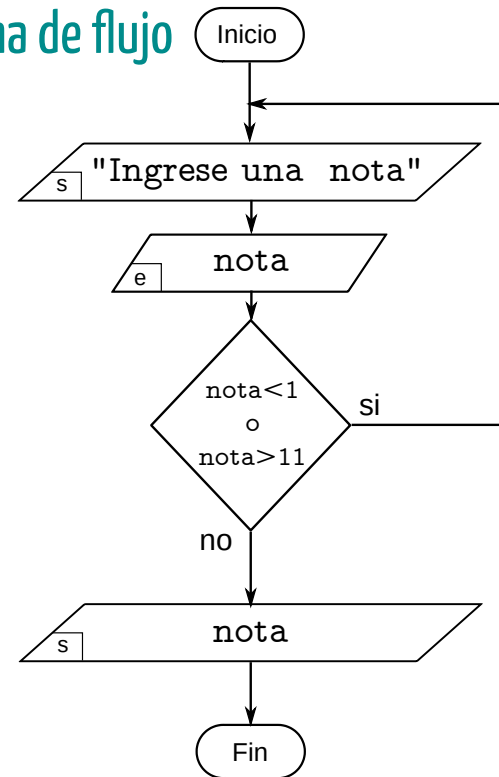 de flujo
Inicio
"Ingrese una nota"
s
nota
e
nota<1
o
nota>11
si
no
nota
s
Fin